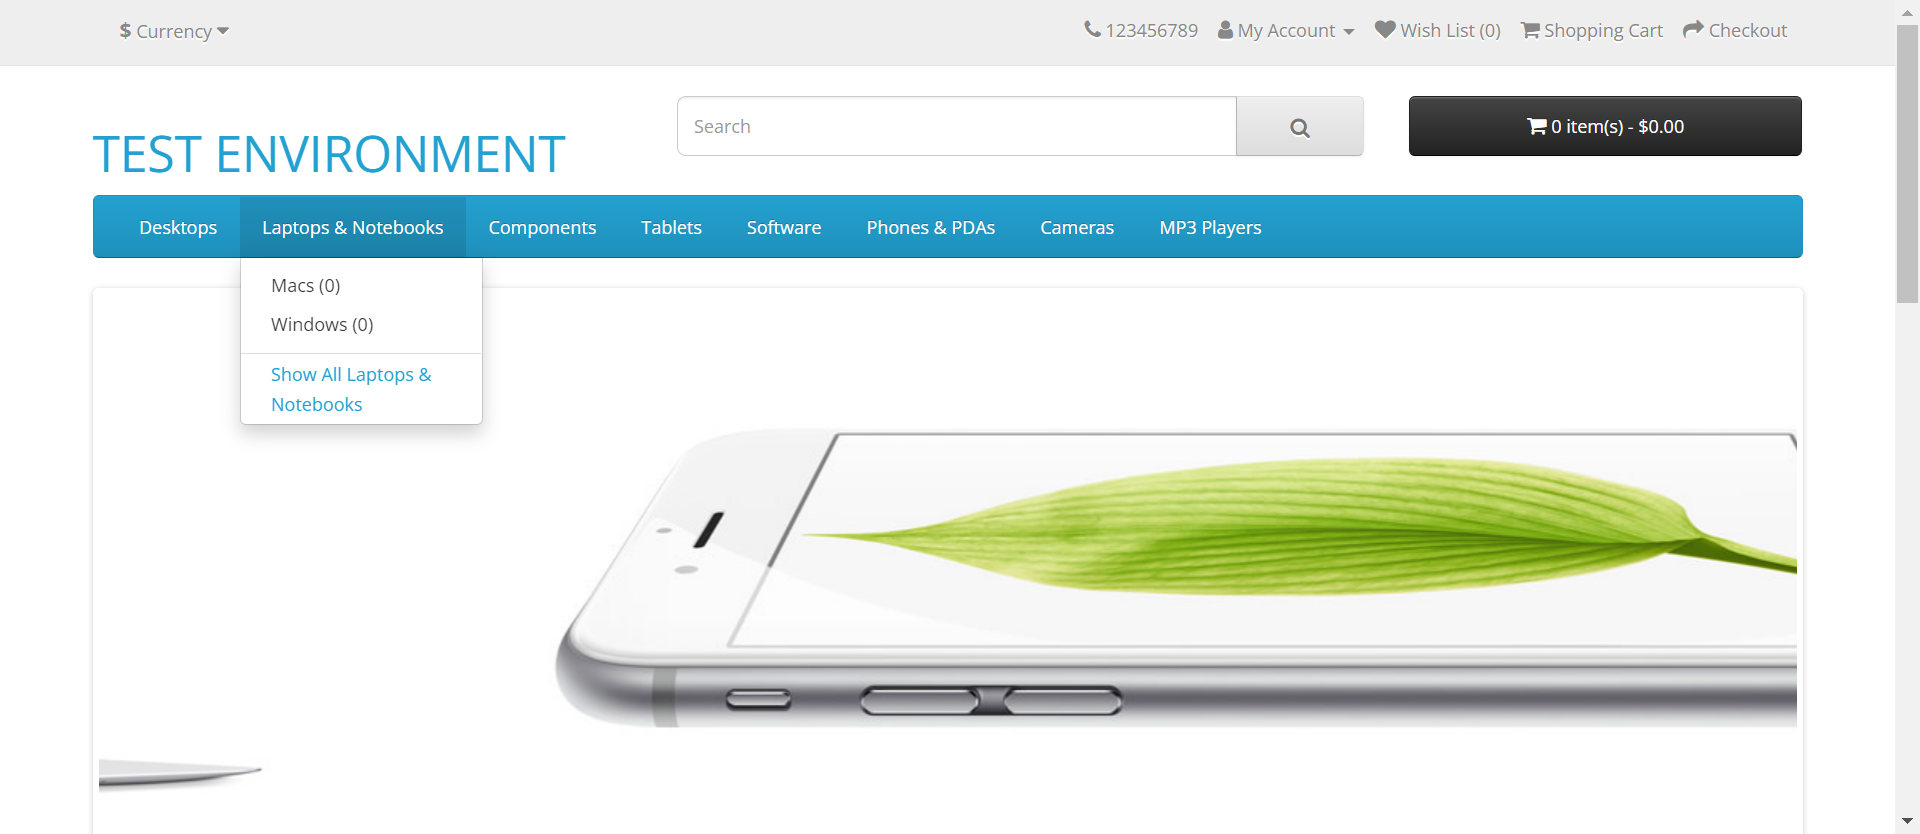 $ Currency
123456789 My Account Wish List (0) Shopping Cart Checkout
TEST ENVIRONMENT
Search
0 item(s) - $0.00
Desktops Laptops & Notebooks Components Tablets Software Phones & PDAs Cameras MP3 Players
Macs (0)
Windows (0)
Show All Laptops &
Notebooks